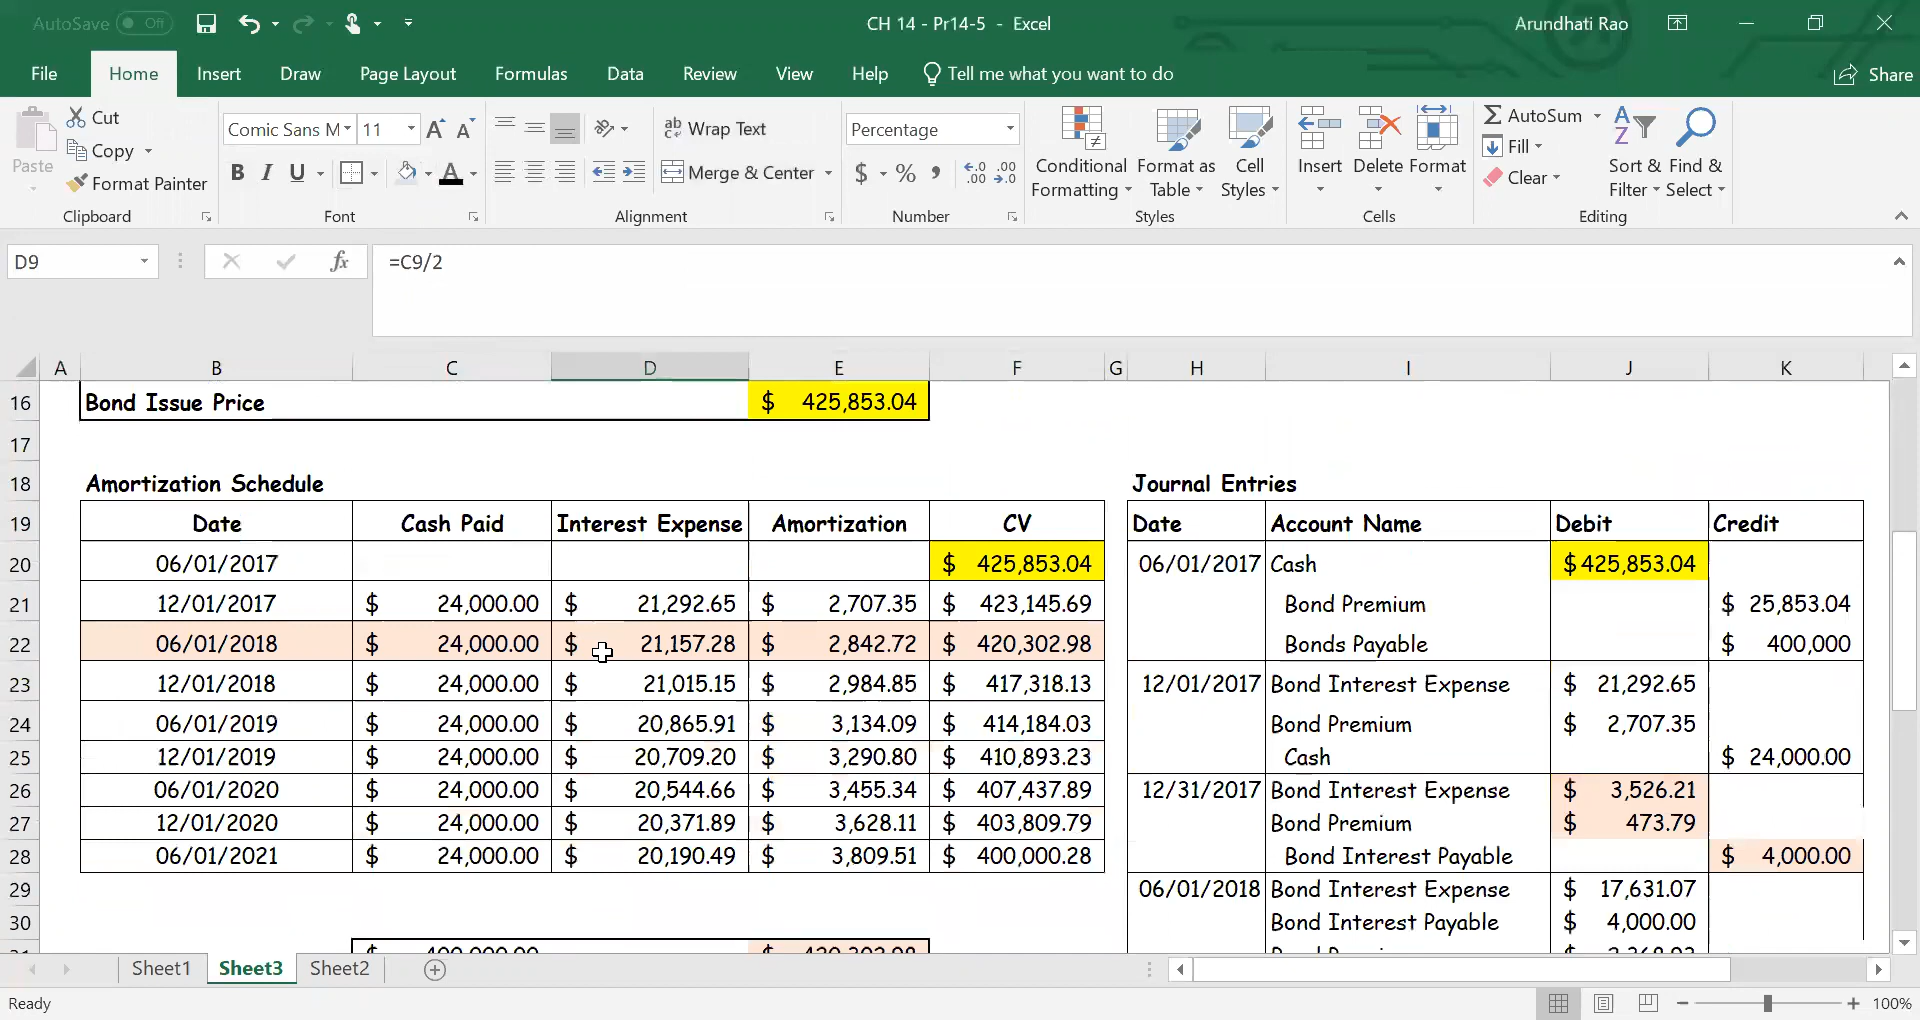 AutoSave Off
CH 14 - Pr14-5 - Excel
Arundhati Rao
File Home Insert Draw Page Layout Formulas Data Review View Help Tell me what you want to do Share
Paste
Cut
Copy
Format Painter
Clipboard
Comic Sans M 11
B I U
Font
Wrap Text
Merge & Center
Alignment
Percentage
$ % ,
Number
Conditional Formatting
Format as Table
Cell Styles
Styles
Insert
Delete
Format
Cells
AutoSum
Fill
Clear
Sort & Filter
Find & Select
Editing
D9 fx =C9/2
A B C D E F G H I J K
16 Bond Issue Price $ 425,853.04
17
18 Amortization Schedule Journal Entries
19 Date Cash Paid Interest Expense Amortization CV Date Account Name Debit Credit
20 06/01/2017 $ 425,853.04 06/01/2017 Cash $ 425,853.04
21 12/01/2017 $ 24,000.00 $ 21,292.65 $ 2,707.35 $ 423,145.69 Bond Premium $ 25,853.04
22 06/01/2018 $ 24,000.00 $ 21,157.28 $ 2,842.72 $ 420,302.98 Bonds Payable $ 400,000
23 12/01/2018 $ 24,000.00 $ 21,015.15 $ 2,984.85 $ 417,318.13 12/01/2017 Bond Interest Expense $ 21,292.65
24 06/01/2019 $ 24,000.00 $ 20,865.91 $ 3,134.09 $ 414,184.03 Bond Premium $ 2,707.35
25 12/01/2019 $ 24,000.00 $ 20,709.20 $ 3,290.80 $ 410,893.23 Cash $ 24,000.00
26 06/01/2020 $ 24,000.00 $ 20,544.66 $ 3,455.34 $ 407,437.89 12/31/2017 Bond Interest Expense $ 3,526.21
27 12/01/2020 $ 24,000.00 $ 20,371.89 $ 3,628.11 $ 403,809.79 Bond Premium $ 473.79
28 06/01/2021 $ 24,000.00 $ 20,190.49 $ 3,809.51 $ 400,000.28 Bond Interest Payable $ 4,000.00
29 06/01/2018 Bond Interest Expense $ 17,631.07
30 Bond Interest Payable $ 4,000.00
Sheet1 Sheet3 Sheet2
Ready 100%